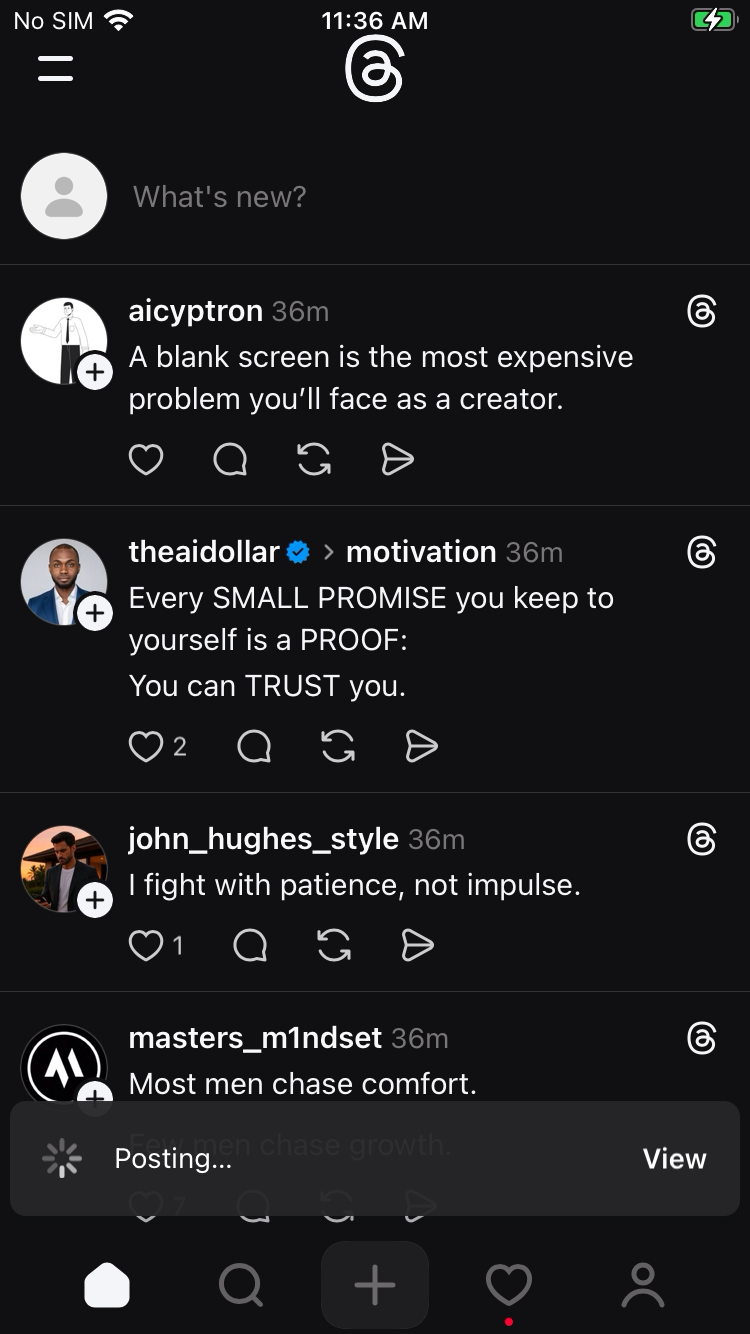 No SIM 11:36 AM
What's new?
aicyptron 36m
A blank screen is the most expensive
problem you’ll face as a creator.
theaidollar > motivation 36m
Every SMALL PROMISE you keep to
yourself is a PROOF:
You can TRUST you.
2
john_hughes_style 36m
I fight with patience, not impulse.
1
masters_m1ndset 36m
Most men chase comfort.
Few men chase growth.
Posting... View
7